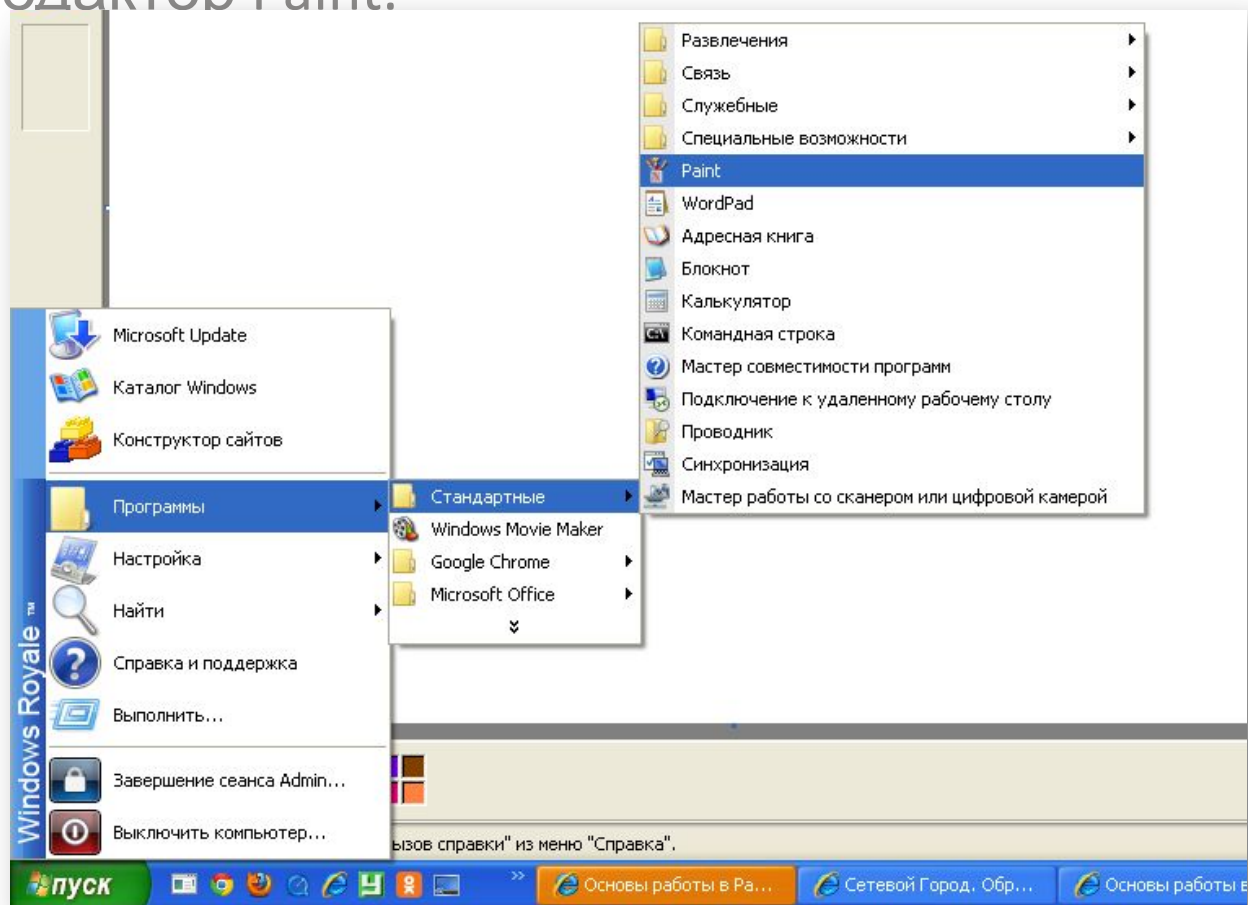 Paint.
Развлечения
Связь
Служебные
Специальные возможности
Paint
WordPad
Адресная книга
Блокнот
Калькулятор
Командная строка
Мастер совместимости программ
Подключение к удаленному рабочему столу
Проводник
Синхронизация
Мастер работы со сканером или цифровой камерой
Microsoft Update
Каталог Windows
Конструктор сайтов
Программы
Настройка
Найти
Справка и поддержка
Выполнить...
Завершение сеанса Admin...
Выключить компьютер...
Windows Royale ™
Стандартные
Windows Movie Maker
Google Chrome
Microsoft Office
ызов справки" из меню "Справка".
пуск
Основы работы в Pa...
Сетевой Город. Обр...
Основы работы в